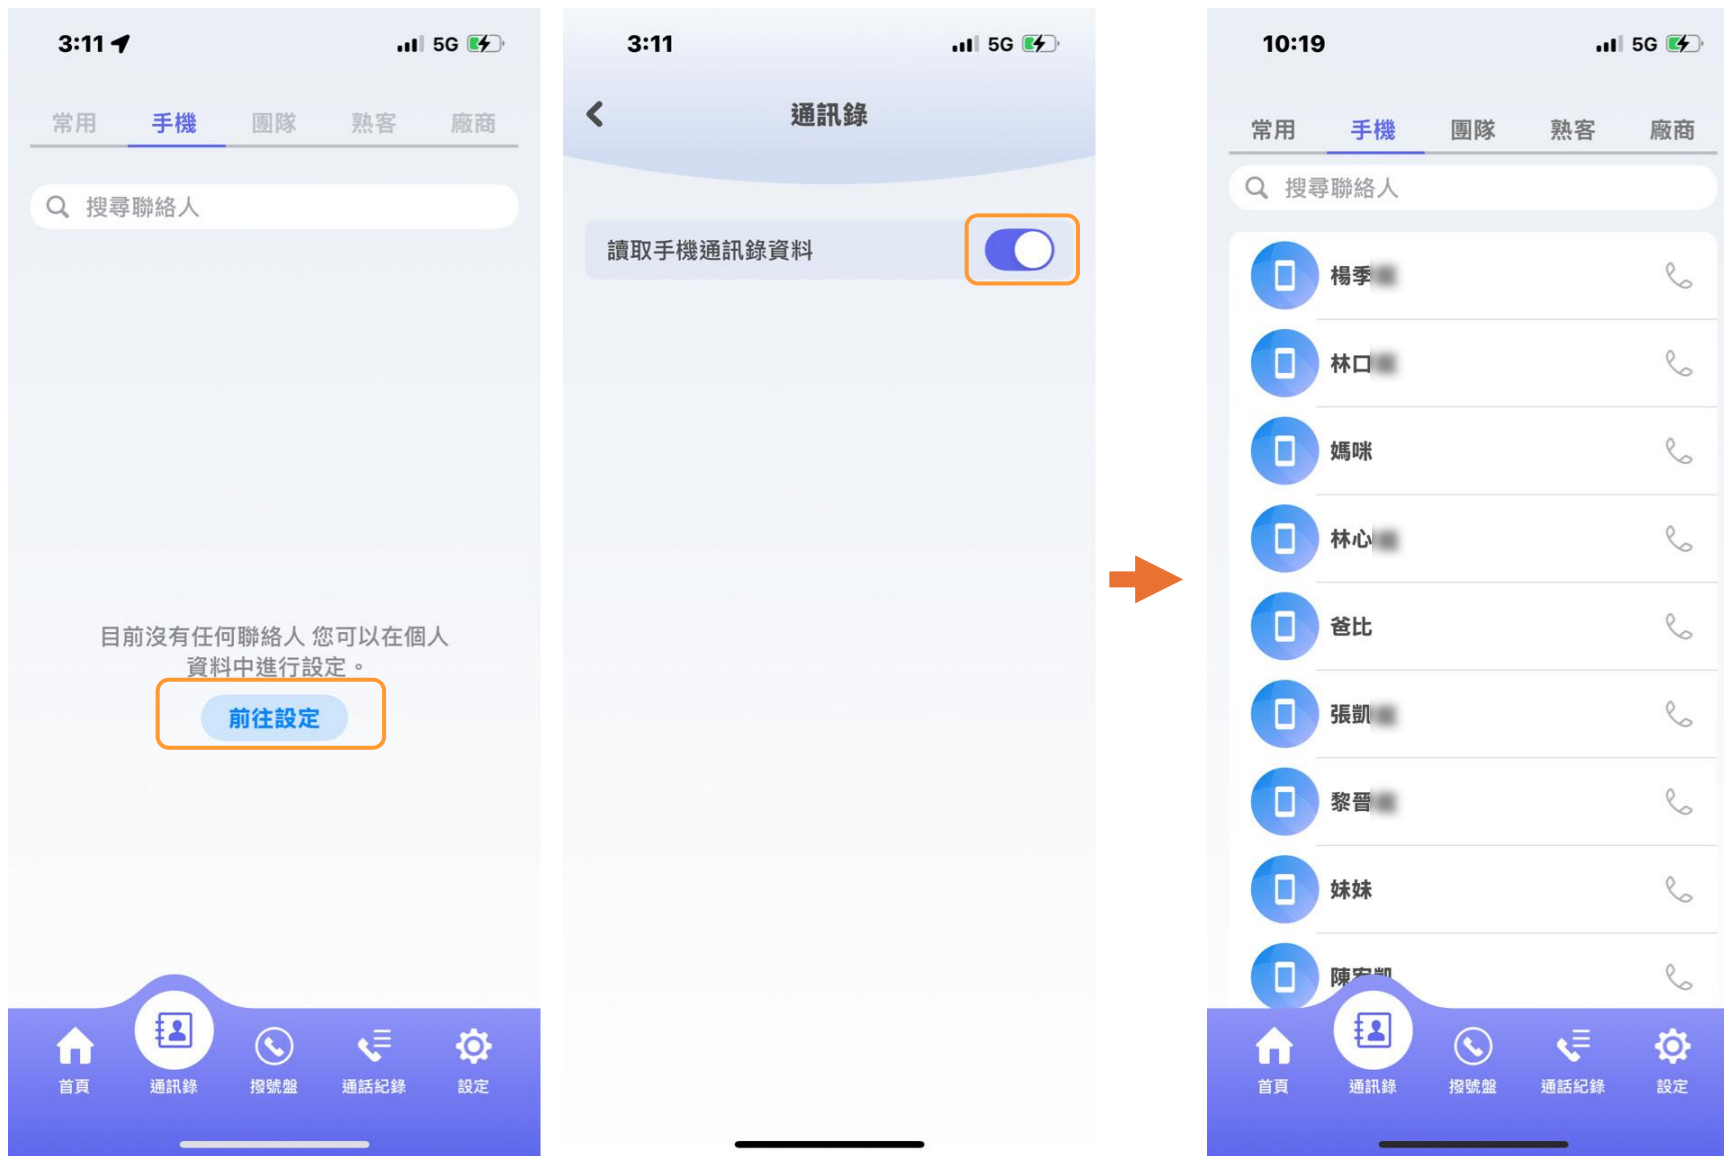 3:11
5G
常用 手機 團隊 熟客 廠商
搜尋聯絡人
目前沒有任何聯絡人 您可以在個人
資料中進行設定。
前往設定
首頁 通訊錄 撥號盤 通話紀錄 設定
3:11
5G
通訊錄
讀取手機通訊錄資料
10:19
5G
常用 手機 團隊 熟客 廠商
搜尋聯絡人
楊季
林口
媽咪
林心
爸比
張凱
黎晉
妹妹
陳宥凱
首頁 通訊錄 撥號盤 通話紀錄 設定